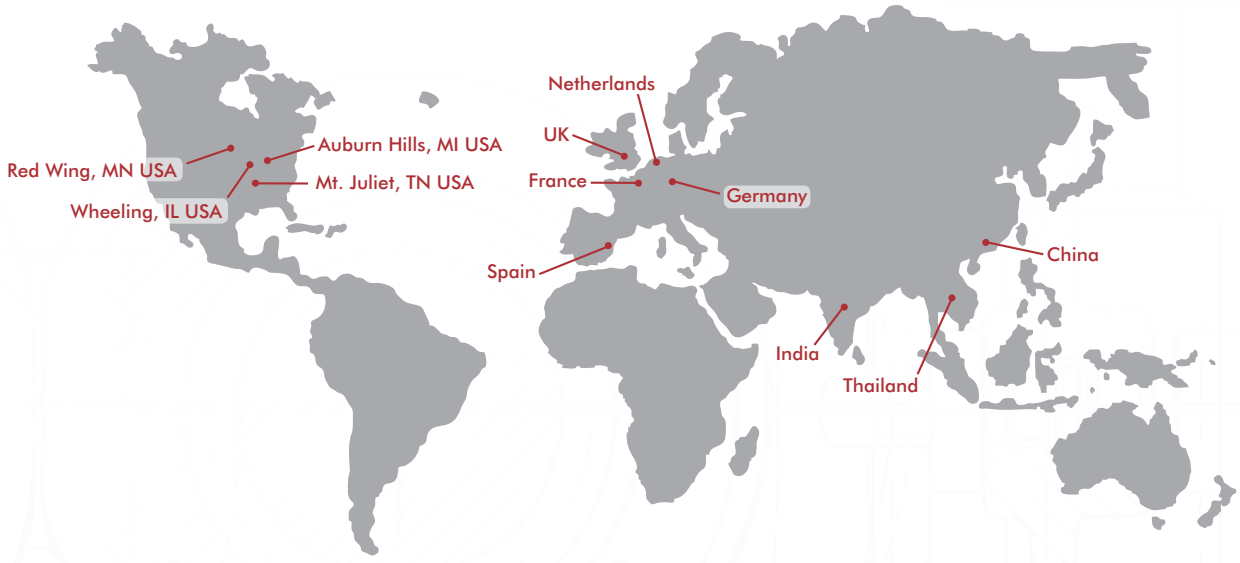 Netherlands
UK
Auburn Hills, MI USA
Red Wing, MN USA
France
Mt. Juliet, TN USA
Germany
Wheeling, IL USA
China
Spain
India
Thailand